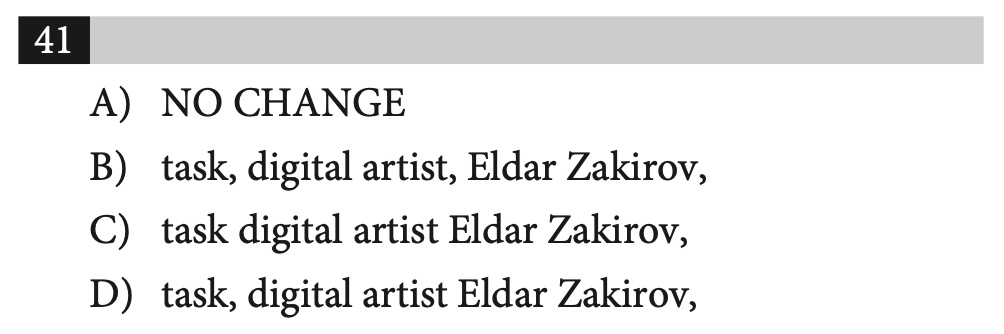 41
A) NO CHANGE
B) task, digital artist, Eldar Zakirov,
C) task digital artist Eldar Zakirov,
D) task, digital artist Eldar Zakirov,